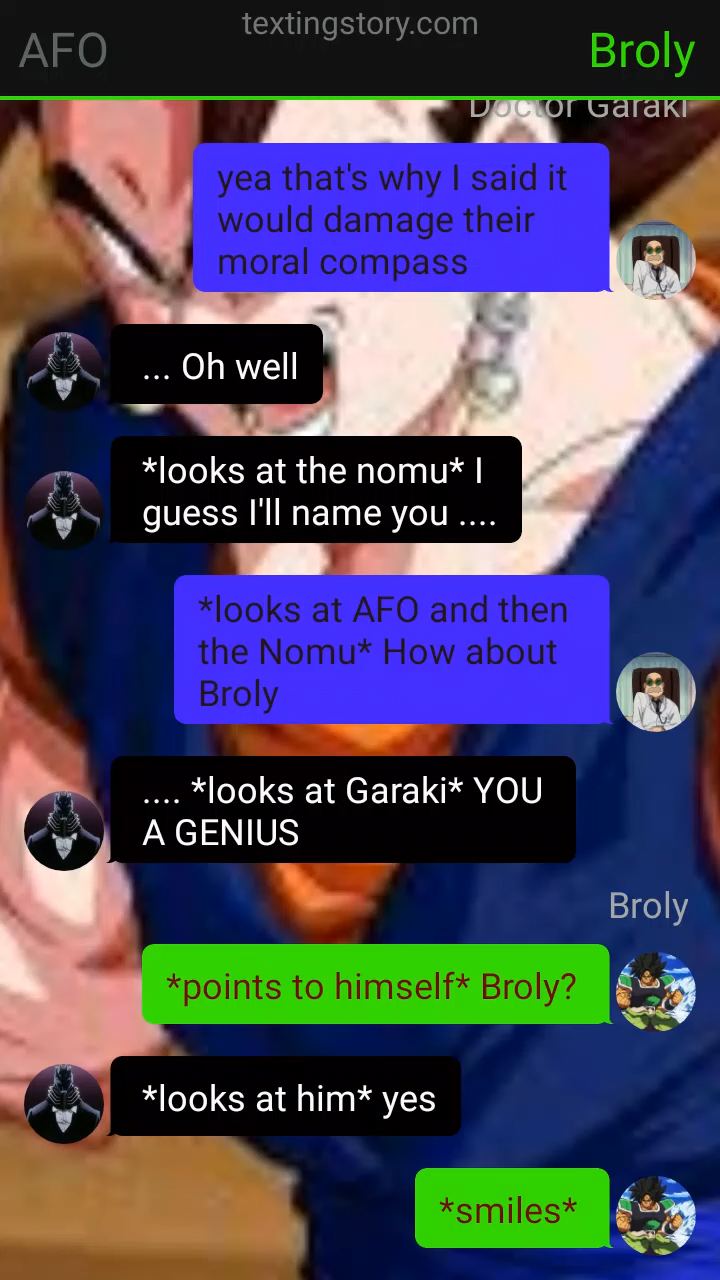 textingstory.com
AFO
Broly
Doctor Garaki
yea that's why I said it
would damage their
moral compass
... Oh well
*looks at the nomu* I
guess I'll name you ....
*looks at AFO and then
the Nomu* How about
Broly
.... *looks at Garaki* YOU
A GENIUS
Broly
*points to himself* Broly?
*looks at him* yes
*smiles*